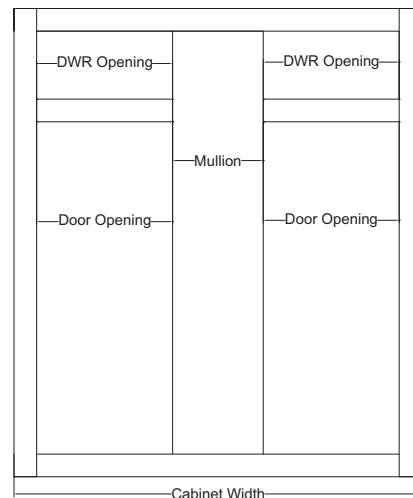 DWR Opening
DWR Opening
Mullion
Door Opening
Door Opening
Cabinet Width